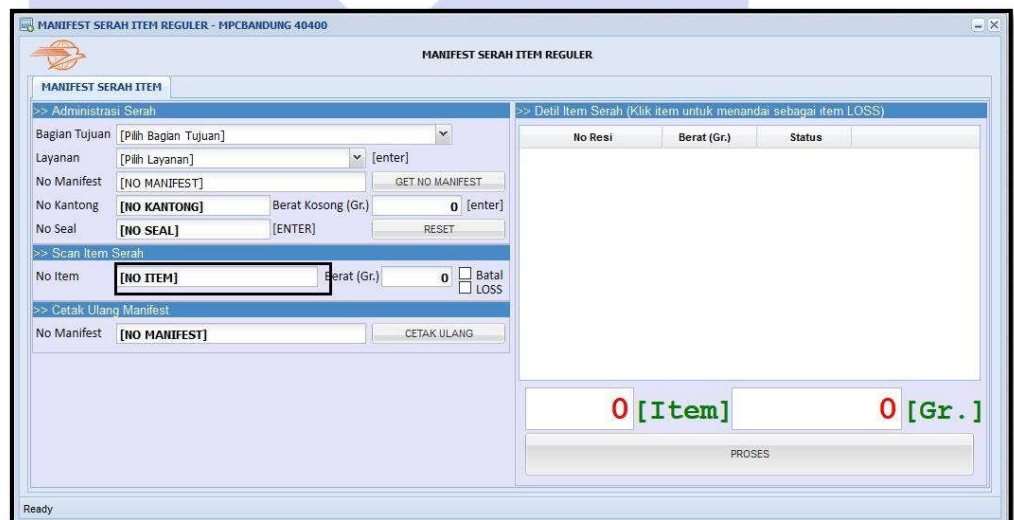 MANIFEST SERAH ITEM REGULER - MPCBANDUNG 40400
MANIFEST SERAH ITEM REGULER
MANIFEST SERAH ITEM
>> Administrasi Serah
Bagian Tujuan [Pilih Bagian Tujuan]
Layanan [Pilih Layanan] [enter]
No Manifest [NO MANIFEST] GET NO MANIFEST
No Kantong [NO KANTONG] Berat Kosong (Gr.) 0 [enter]
No Seal [NO SEAL] [ENTER] RESET
>> Scan Item Serah
No Item [NO ITEM] Berat (Gr.) 0 Batal
LOSS
>> Cetak Ulang Manifest
No Manifest [NO MANIFEST] CETAK ULANG
>> Detil Item Serah (Klik item untuk menandai sebagai item LOSS)
No Resi Berat (Gr.) Status
0 [Item] 0 [Gr.]
PROSES
Ready